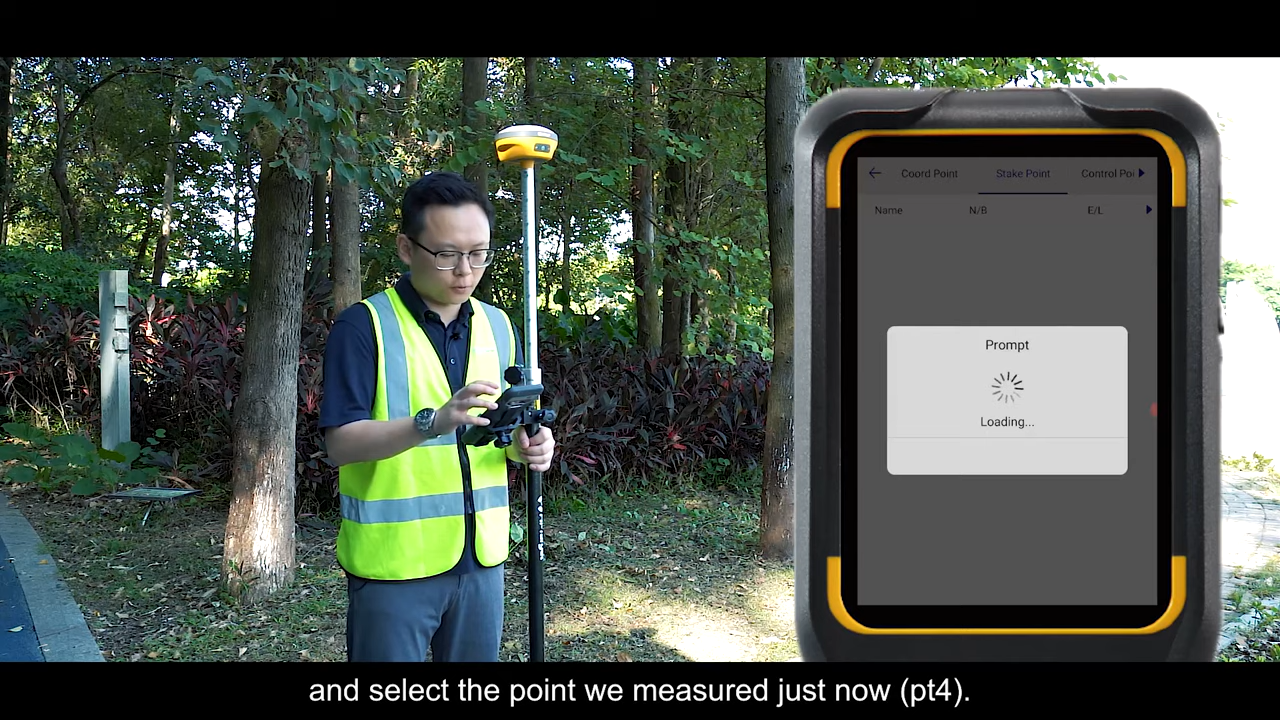 Coord Point Stake Point Control Poi
Name N/B E/L
Prompt
Loading...
and select the point we measured just now (pt4).